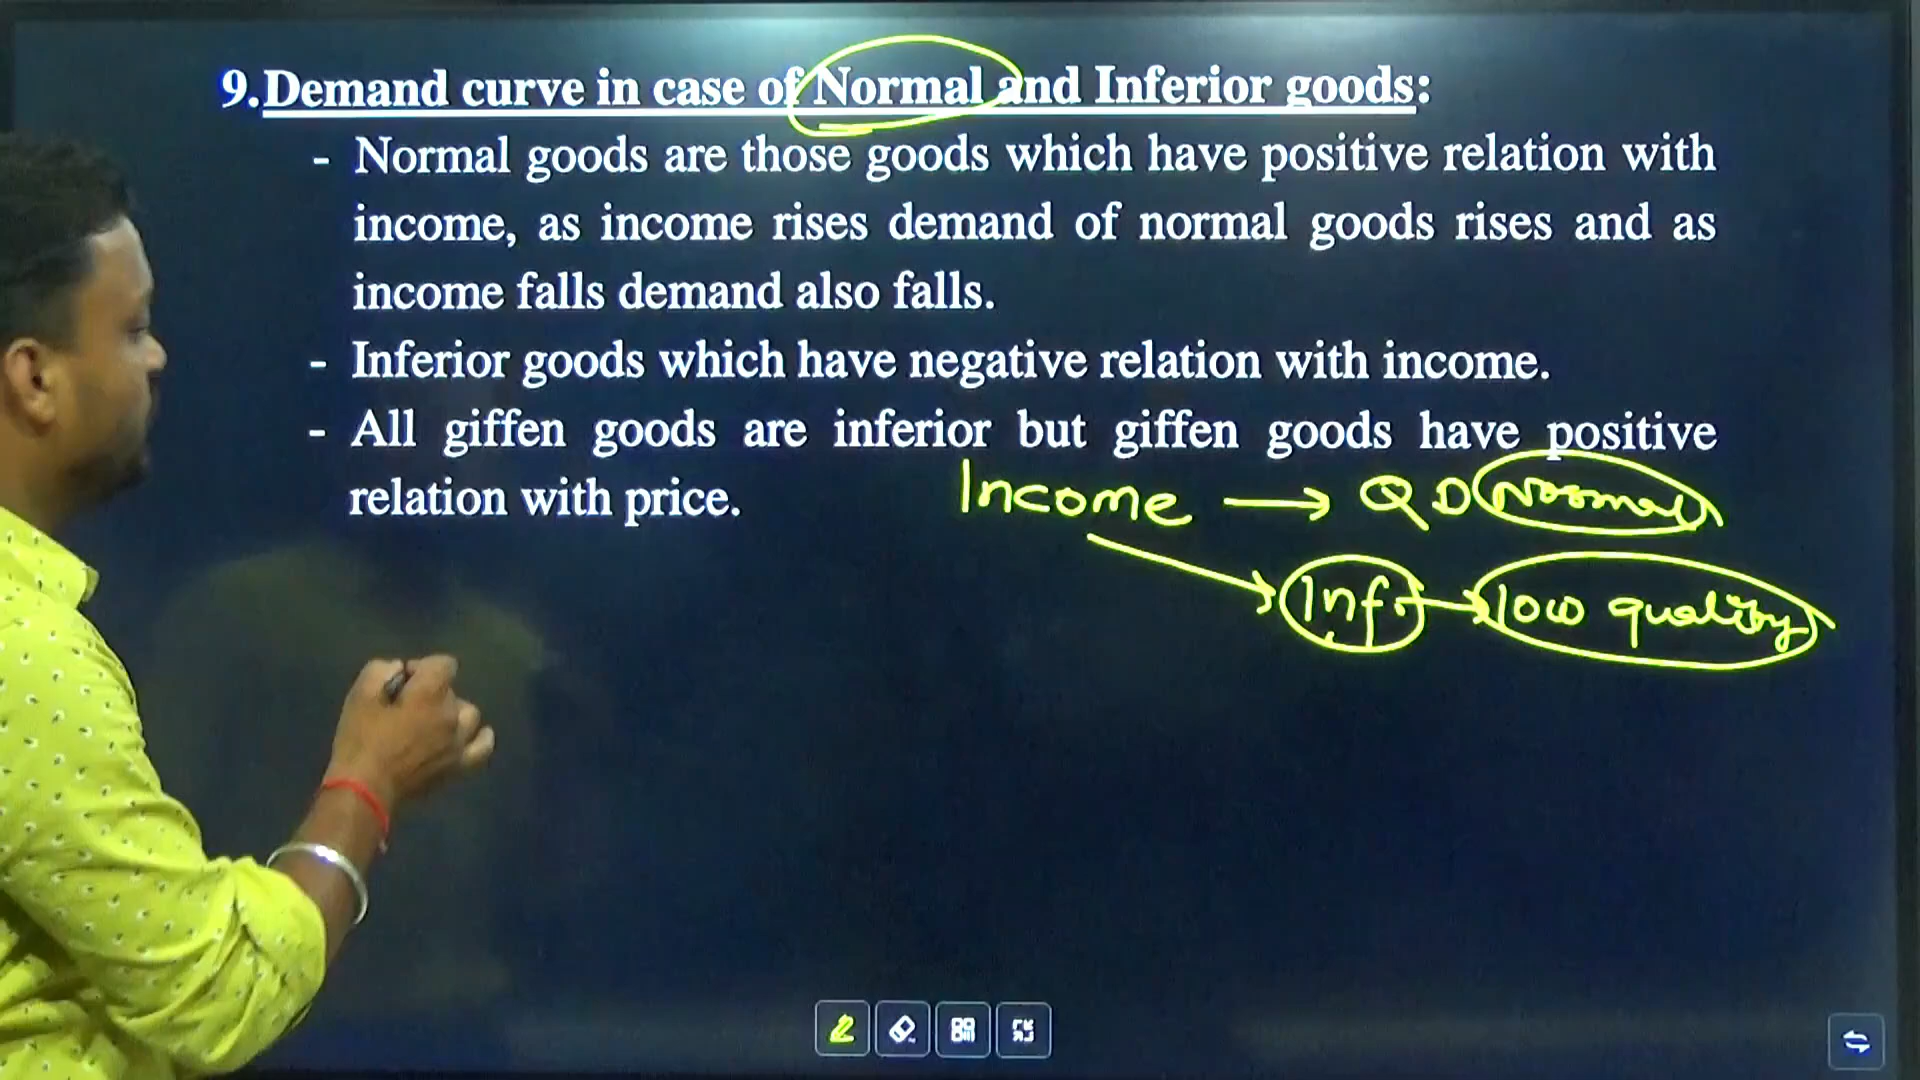 9.Demand curve in case of Normal and Inferior goods:
- Normal goods are those goods which have positive relation with
income, as income rises demand of normal goods rises and as
income falls demand also falls.
- Inferior goods which have negative relation with income.
- All giffen goods are inferior but giffen goods have positive
relation with price.
Income → QD Normal
Inf. → low quality